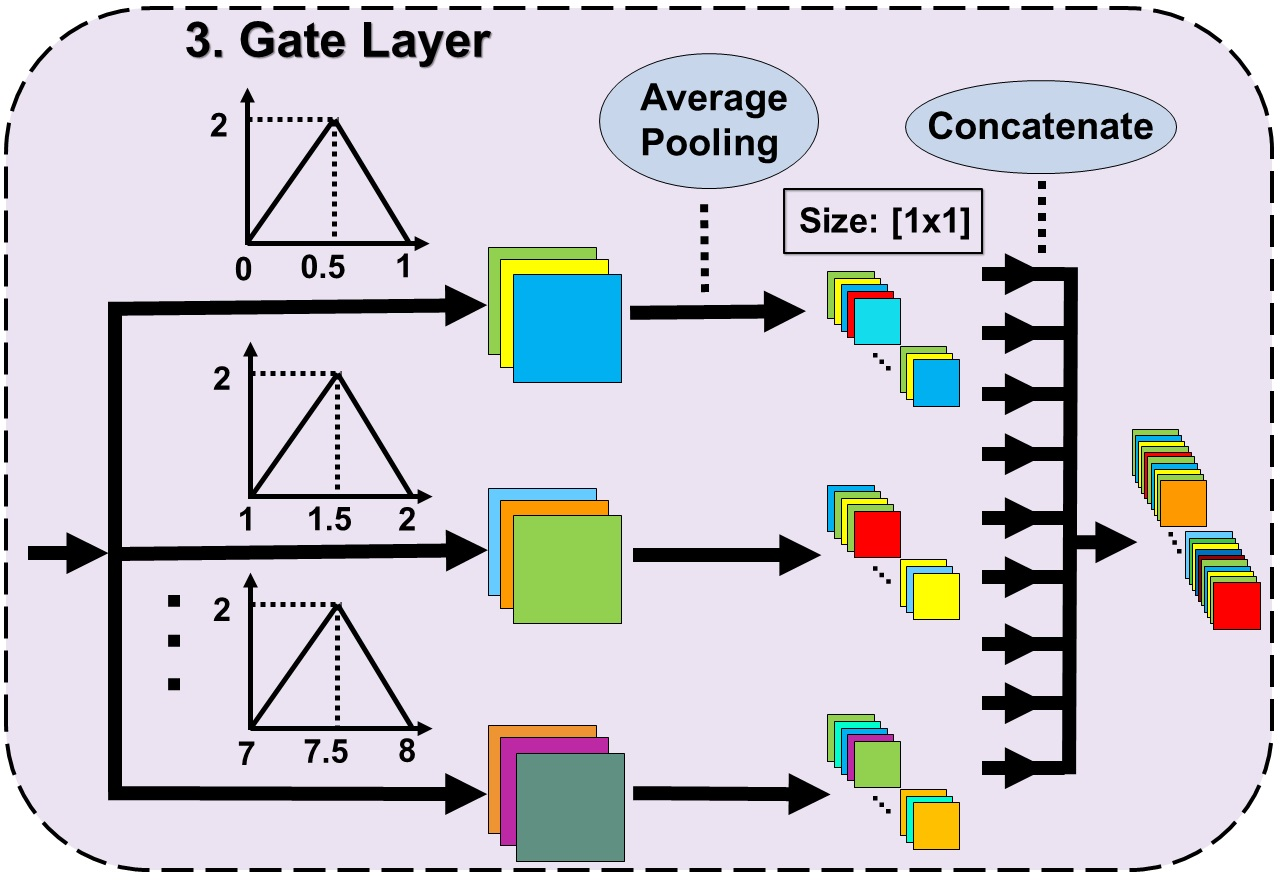 3. Gate Layer
Average
Pooling
Concatenate
Size: [1x1]
2
0 0.5 1
2
1 1.5 2
2
7 7.5 8